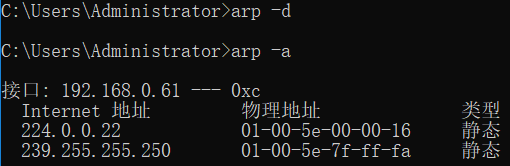 C:\Users\Administrator>arp -d
C:\Users\Administrator>arp -a
接口: 192.168.0.61 --- 0xc
Internet 地址 物理地址 类型
224.0.0.22 01-00-5e-00-00-16 静态
239.255.255.250 01-00-5e-7f-ff-fa 静态